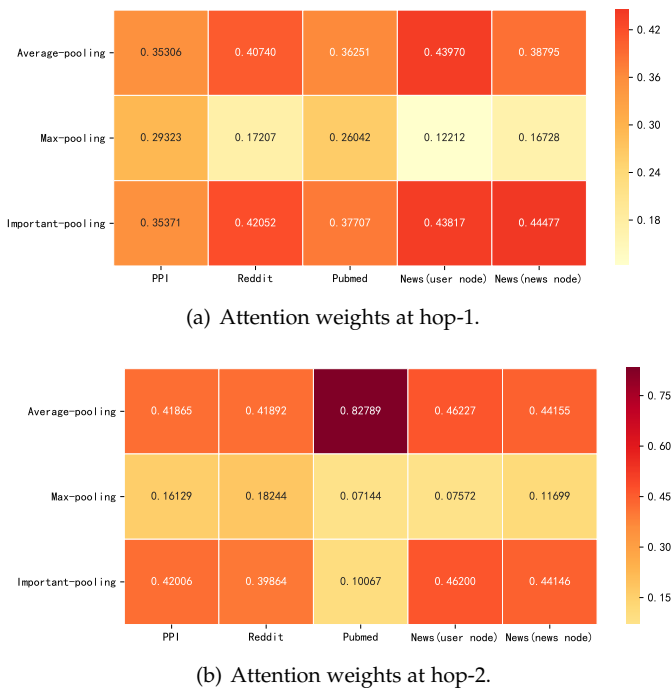 Average-pooling 0.35306 0.40740 0.36251 0.43970 0.38795
Max-pooling 0.29323 0.17207 0.26042 0.12212 0.16728
Important-pooling 0.35371 0.42052 0.37707 0.43817 0.44477
PPI Reddit Pubmed News(user node) News(news node)
0.42
0.36
0.30
0.24
0.18
(a) Attention weights at hop-1.
Average-pooling 0.41865 0.41892 0.82789 0.46227 0.44155
Max-pooling 0.16129 0.18244 0.07144 0.07572 0.11699
Important-pooling 0.42006 0.39864 0.10067 0.46200 0.44146
PPI Reddit Pubmed News(user node) News(news node)
0.75
0.60
0.45
0.30
0.15
(b) Attention weights at hop-2.